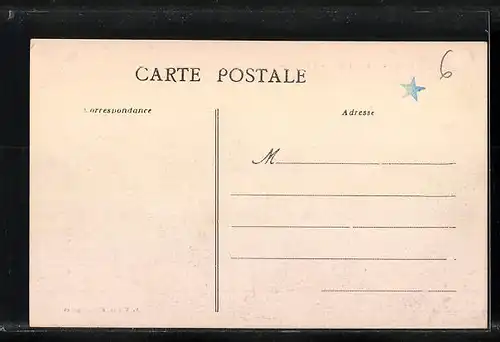 CARTE POSTALE
6
Correspondance
Adresse
M